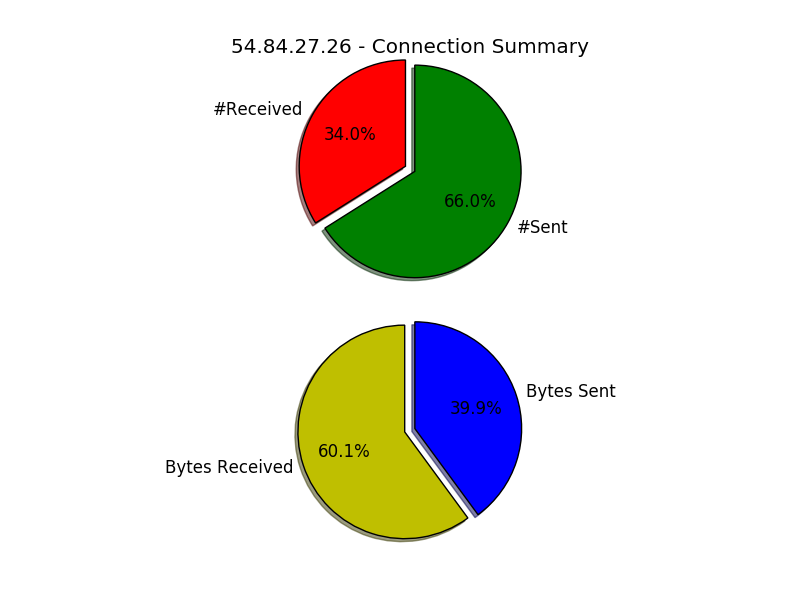 54.84.27.26 - Connection Summary
#Received
34.0%
66.0%
#Sent
Bytes Sent
39.9%
60.1%
Bytes Received